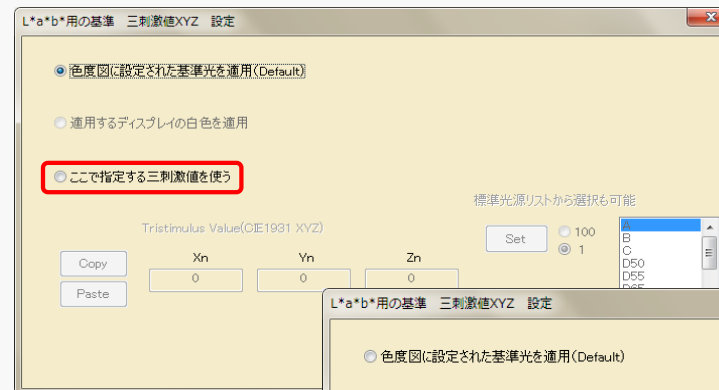 L*a*b*用の基準 三刺激値XYZ 設定
色度図に設定された基準光を適用(Default)
適用するディスプレイの白色を適用
ここで指定する三刺激値を使う
標準光源リストから選択も可能
Tristimulus Value(CIE1931 XYZ)
Set
100
1
A
B
C
D50
D55
D65
Copy
Paste
Xn
Yn
Zn
0
0
0
L*a*b*用の基準 三刺激値XYZ 設定
色度図に設定された基準光を適用(Default)